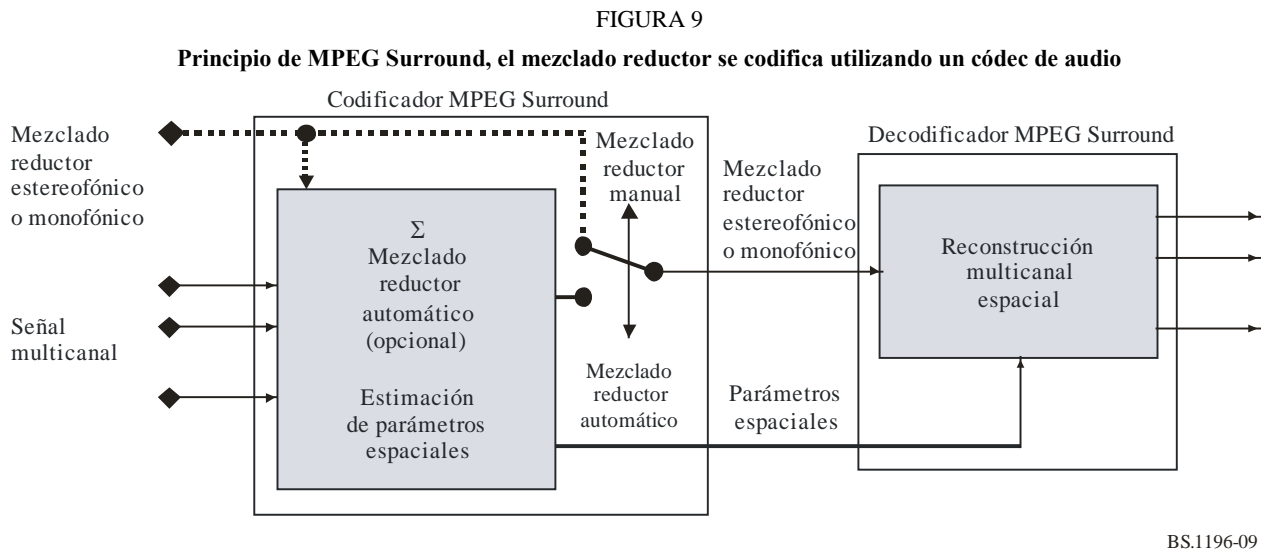 FIGURA 9
Principio de MPEG Surround, el mezclado reductor se codifica utilizando un códec de audio
Codificador MPEG Surround
Mezclado
reductor
estereofónico
o monofónico
Señal
multicanal
Σ
Mezclado
reductor
automático
(opcional)
Estimación
de parámetros
espaciales
Mezclado
reductor
manual
Mezclado
reductor
automático
Mezclado
reductor
estereofónico
o monofónico
Parámetros
espaciales
Decodificador MPEG Surround
Reconstrucción
multicanal
espacial
BS.1196-09